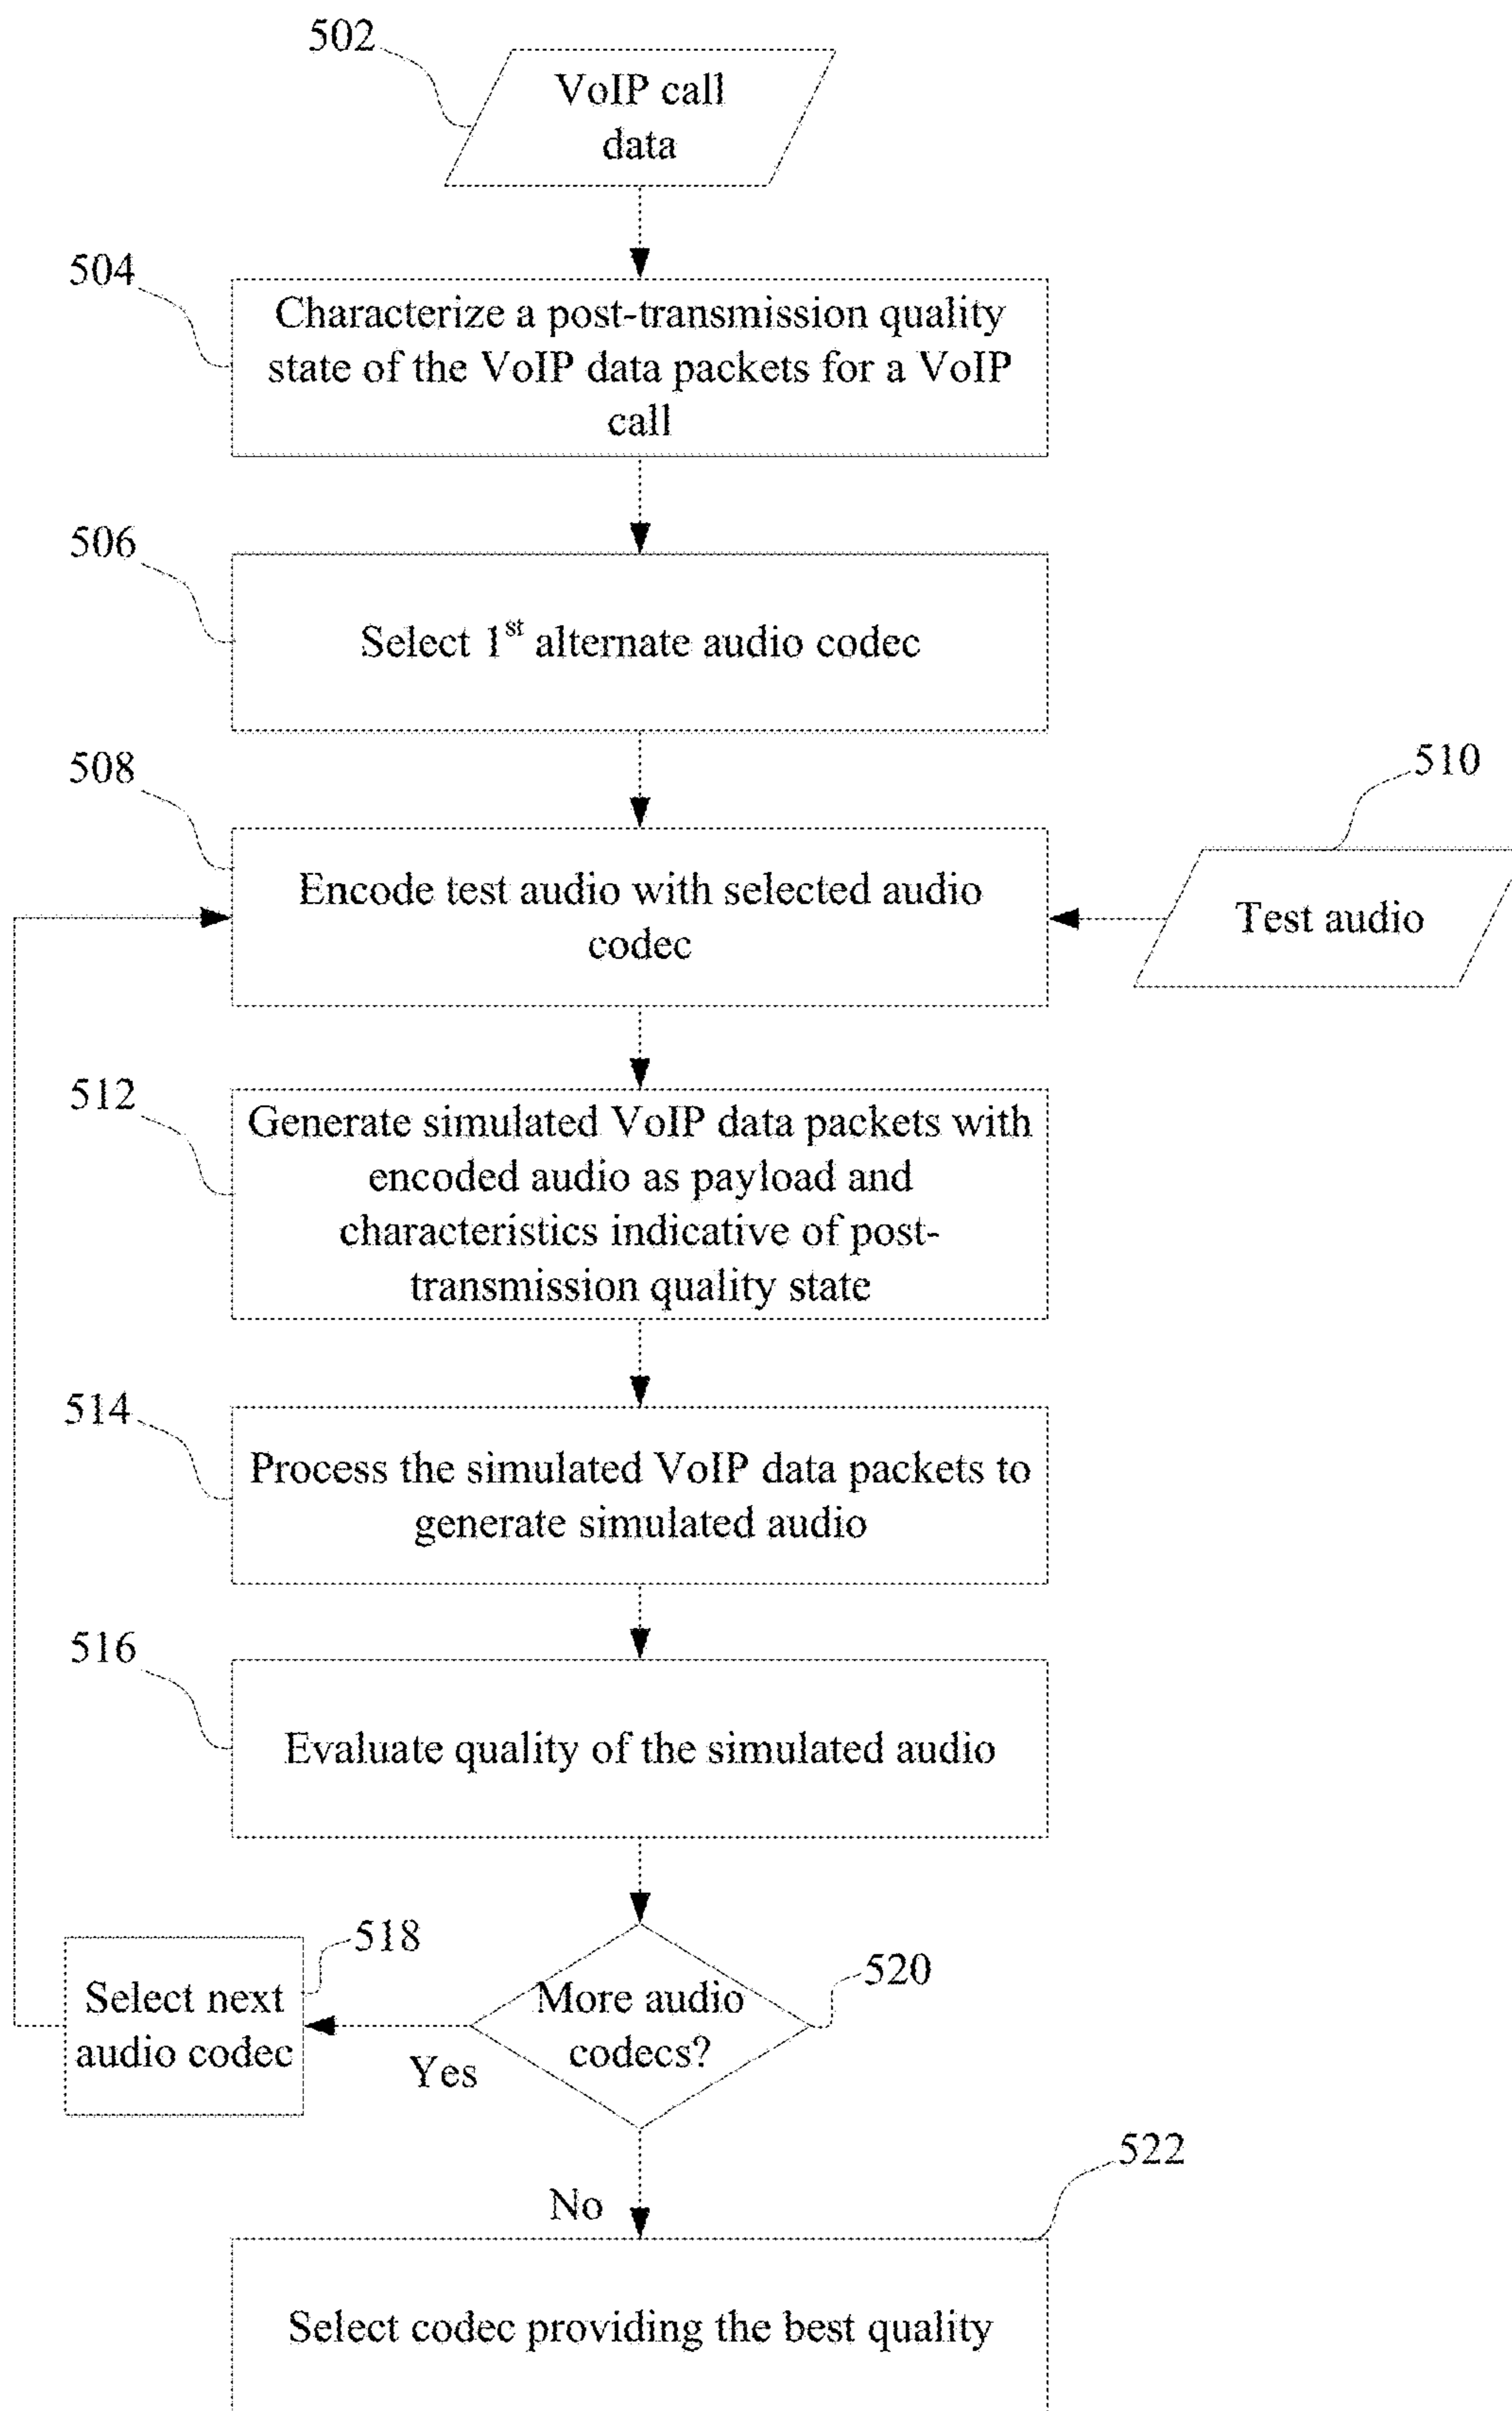 502
VoIP call
data
504
Characterize a post-transmission quality
state of the VoIP data packets for a VoIP
call
506
Select 1st alternate audio codec
508
510
Encode test audio with selected audio
codec
Test audio
512
Generate simulated VoIP data packets with
encoded audio as payload and
characteristics indicative of post-
transmission quality state
514
Process the simulated VoIP data packets to
generate simulated audio
516
Evaluate quality of the simulated audio
518
Select next
audio codec
520
More audio
codecs?
Yes
No
522
Select codec providing the best quality